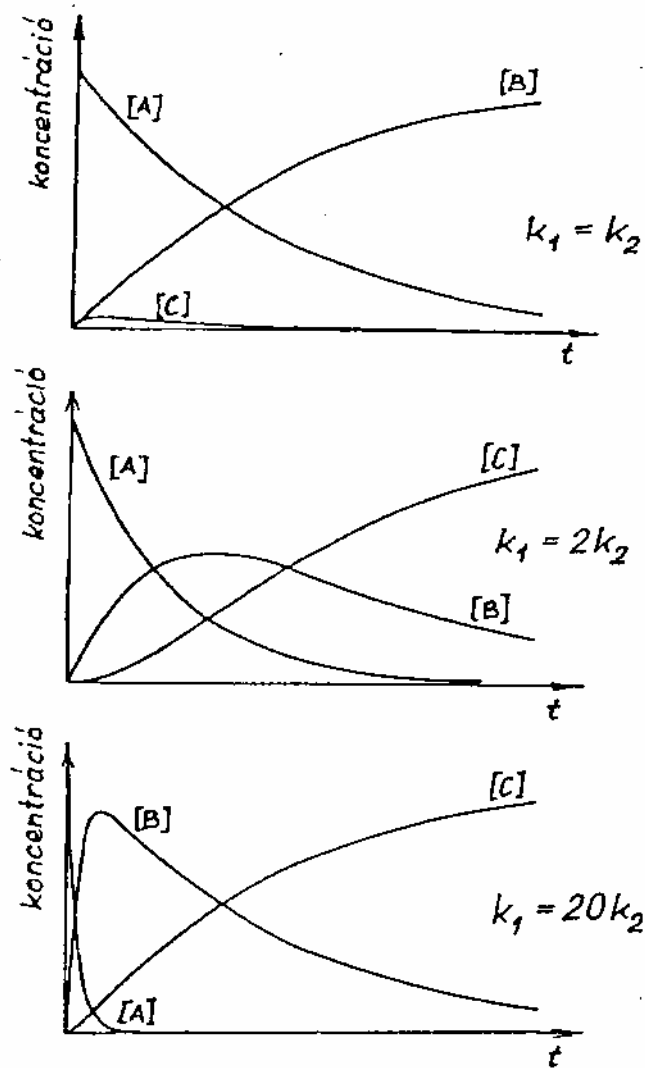 koncentráció
[A]
[B]
k₁ = k₂
[C]
t
koncentráció
[A]
[C]
k₁ = 2k₂
[B]
t
koncentráció
[B]
[C]
k₁ = 20k₂
[A]
t